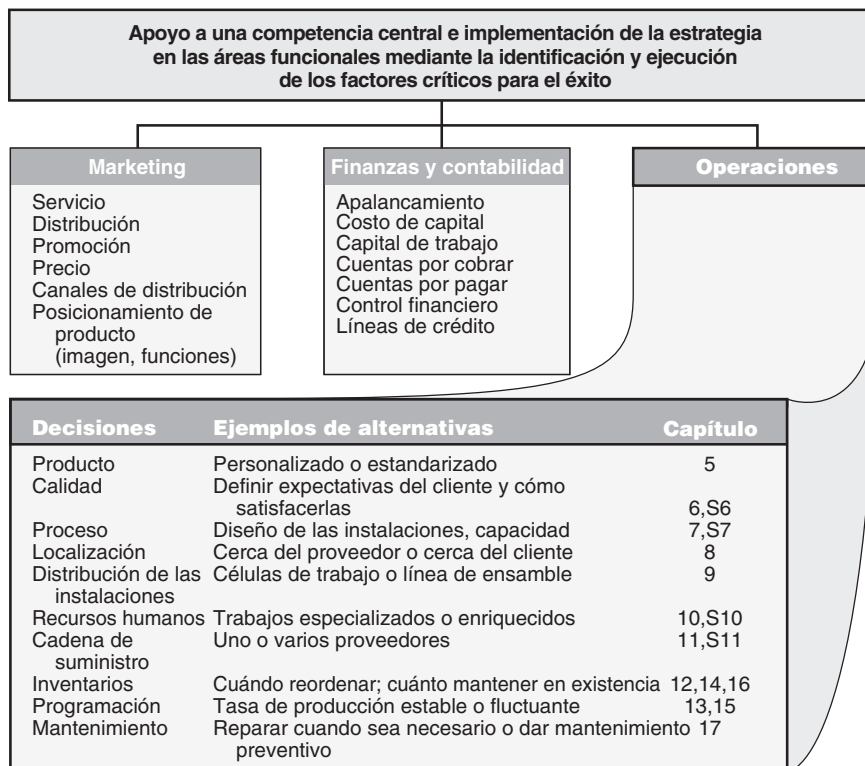 Apoyo a una competencia central e implementación de la estrategia
en las áreas funcionales mediante la identificación y ejecución
de los factores críticos para el éxito
Marketing
Servicio
Distribución
Promoción
Precio
Canales de distribución
Posicionamiento de
producto
(imagen, funciones)
Finanzas y contabilidad
Apalancamiento
Costo de capital
Capital de trabajo
Cuentas por cobrar
Cuentas por pagar
Control financiero
Líneas de crédito
Operaciones
Decisiones Ejemplos de alternativas Capítulo
Producto Personalizado o estandarizado 5
Calidad Definir expectativas del cliente y cómo
satisfacerlas 6,S6
Proceso Diseño de las instalaciones, capacidad 7,S7
Localización Cerca del proveedor o cerca del cliente 8
Distribución de las Células de trabajo o línea de ensamble 9
instalaciones
Recursos humanos Trabajos especializados o enriquecidos 10,S10
Cadena de Uno o varios proveedores 11,S11
suministro
Inventarios Cuándo reordenar; cuánto mantener en existencia 12,14,16
Programación Tasa de producción estable o fluctuante 13,15
Mantenimiento Reparar cuando sea necesario o dar mantenimiento 17
preventivo